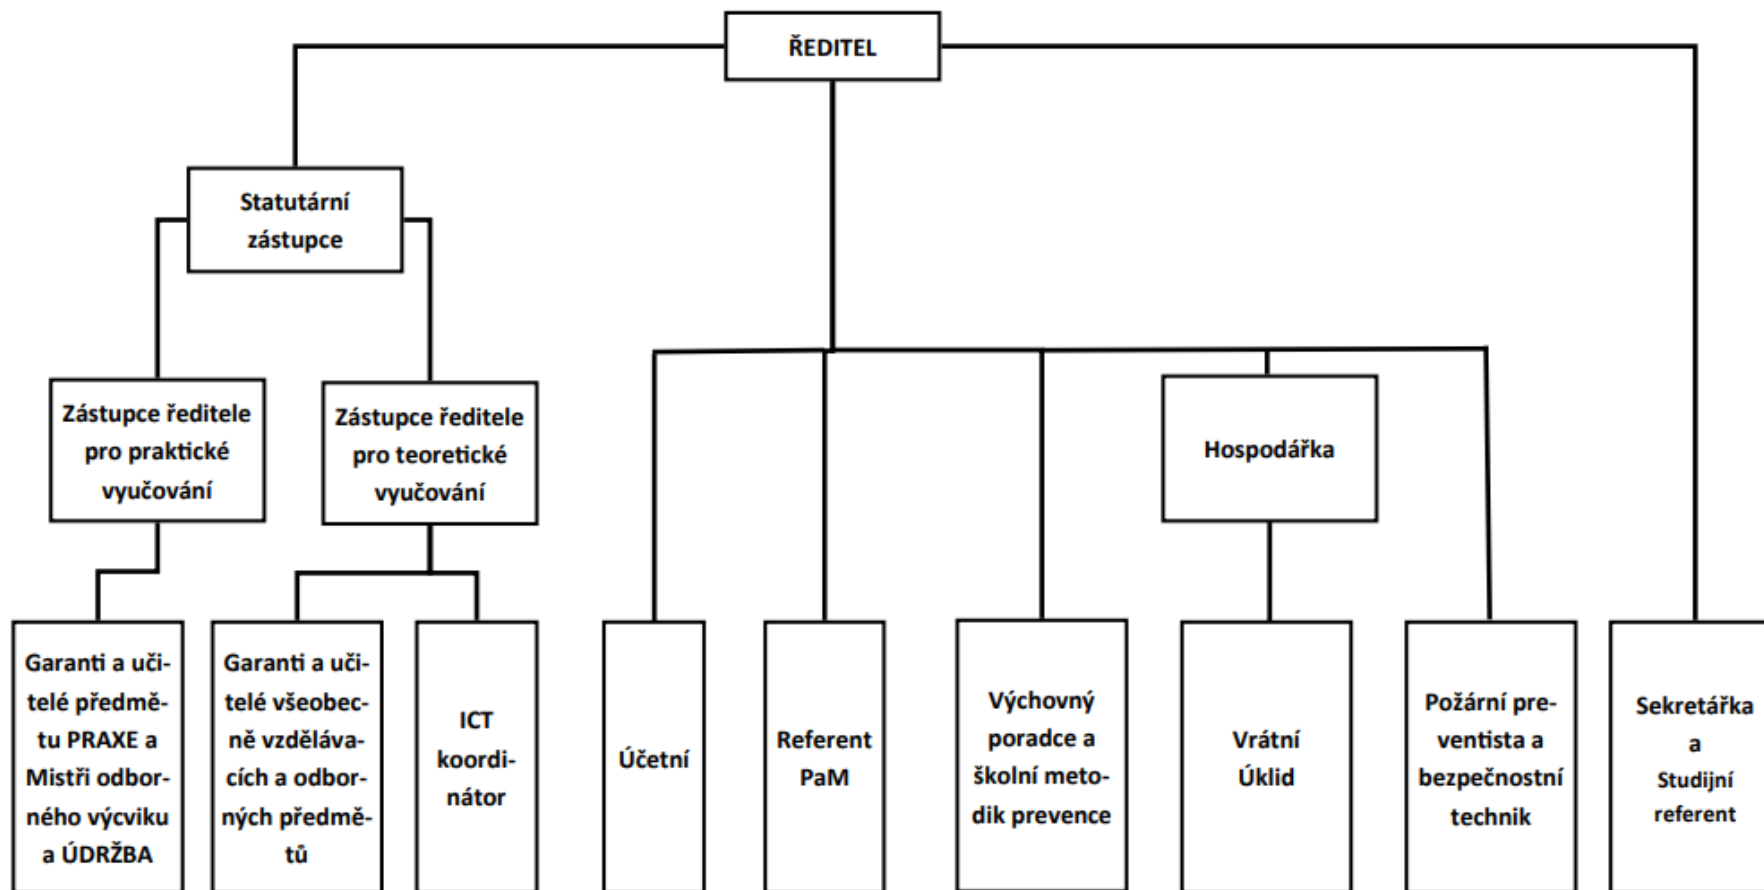 ŘEDITEL
Statutární
zástupce
Zástupce ředitele
pro praktické
vyučování
Zástupce ředitele
pro teoretické
vyučování
Hospodářka
Garanti a uči-
telé předmě-
tu PRAXE a
Mistři odbor-
ného výcviku
a ÚDRŽBA
Garanti a uči-
telé všeobec-
ně vzděláva-
cích a odbor-
ných předmě-
tů
ICT
koordi-
nátor
Účetní
Referent
PaM
Výchovný
poradce a
školní meto-
dik prevence
Vrátní
Úklid
Požární pre-
ventista a
bezpečnostní
technik
Sekretářka
a
Studijní
referent